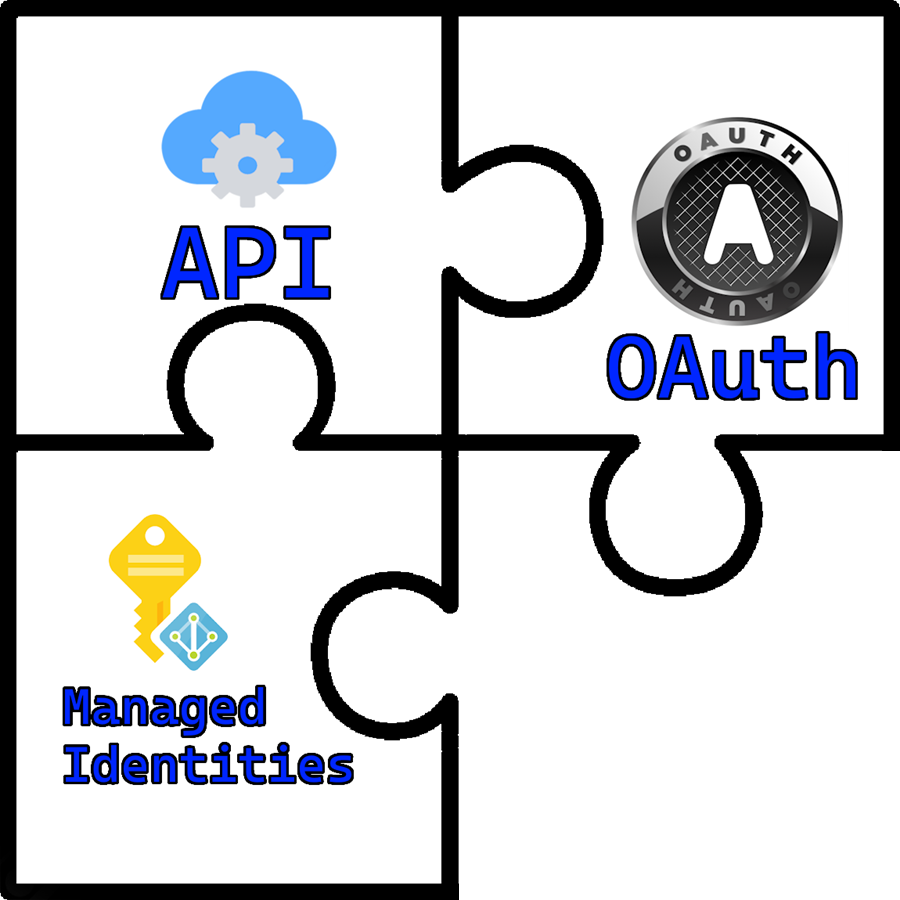 OAUTH
A
OAUTH
API
OAuth
Managed
Identities